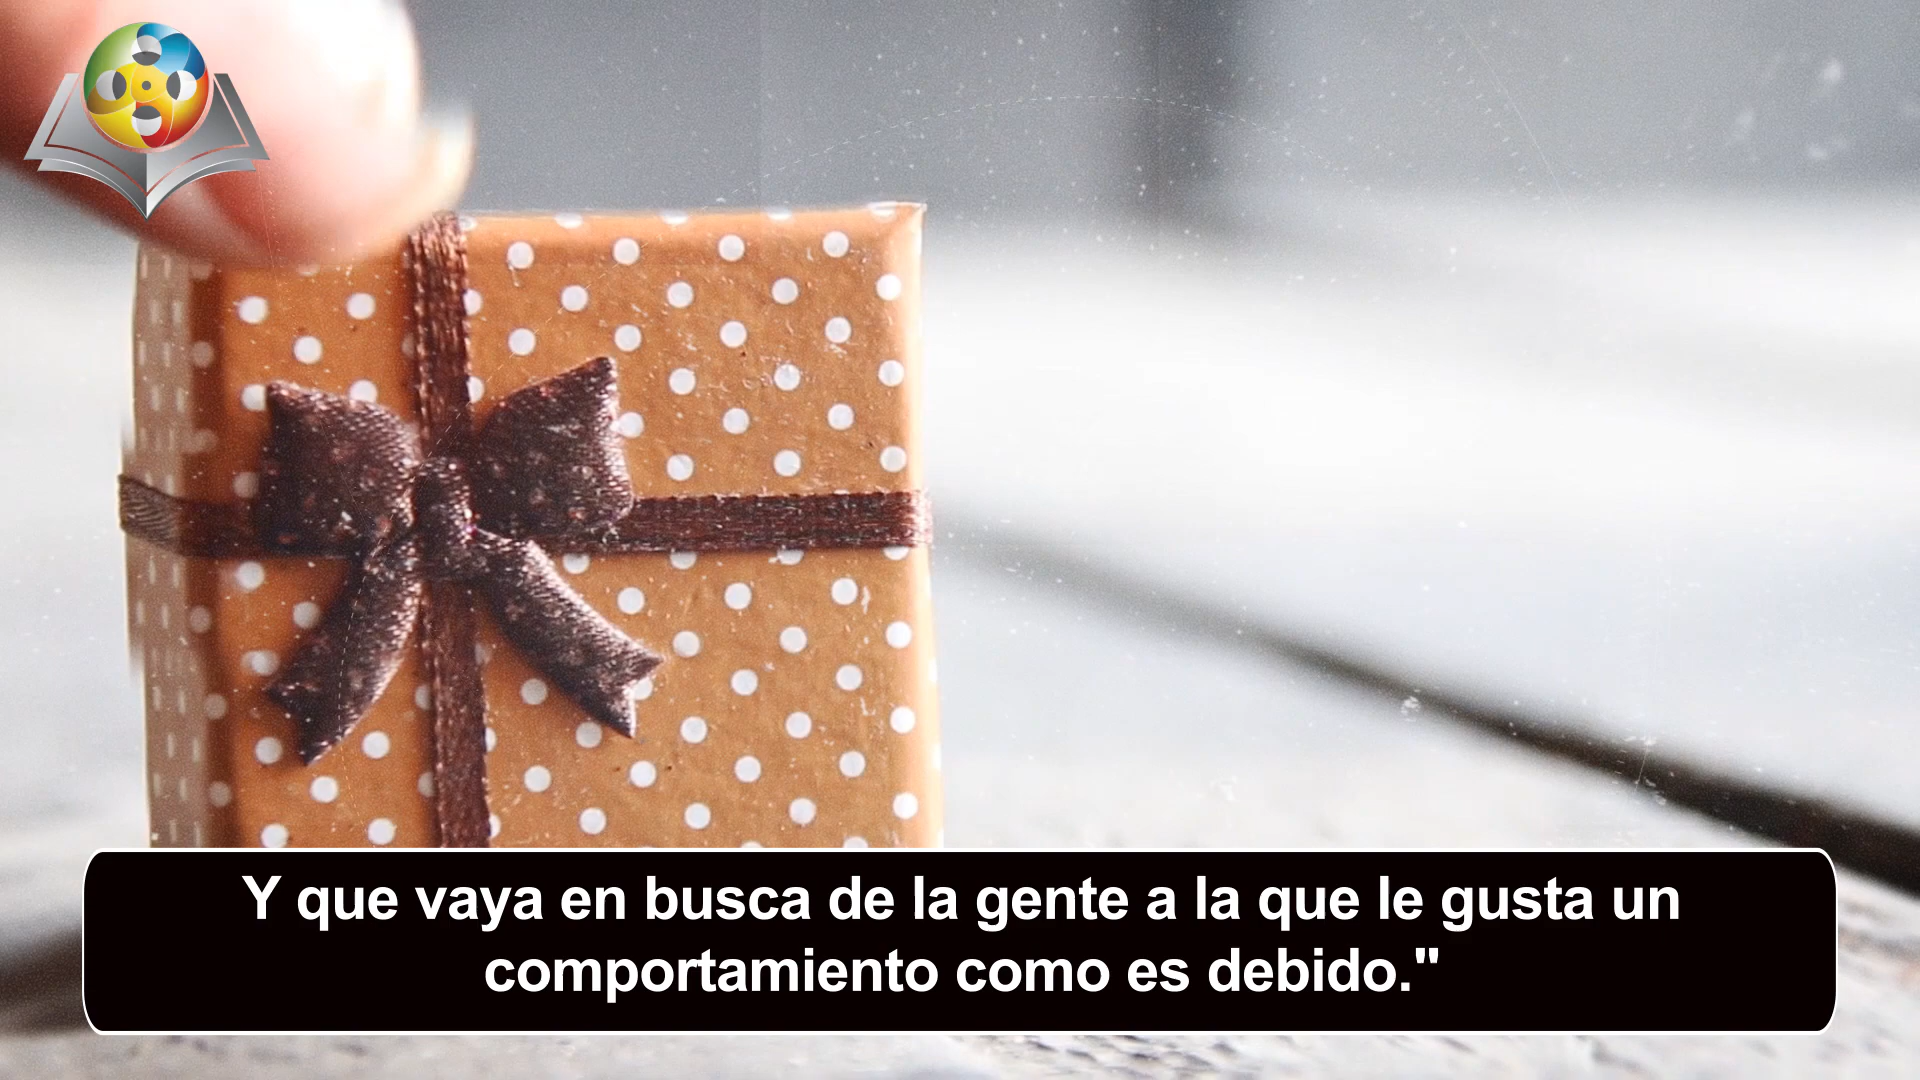 Y que vaya en busca de la gente a la que le gusta un
comportamiento como es debido."